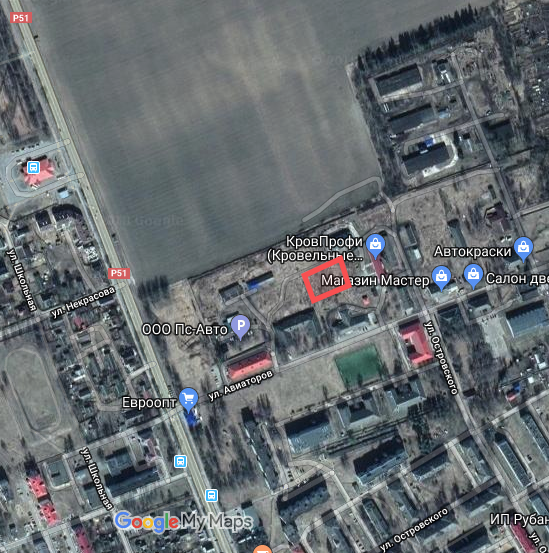 P51
КровПрофи
(Кровельные...
Автокраски
P51
Магазин Мастер
Салон две
ул. Школьная
ул. Некрасова
ООО Пс-Авто
P
ул. Островского
ул. Авиаторов
Евроопт
ул. Школьная
Google My Maps
ул. Островского
ИП Рубан